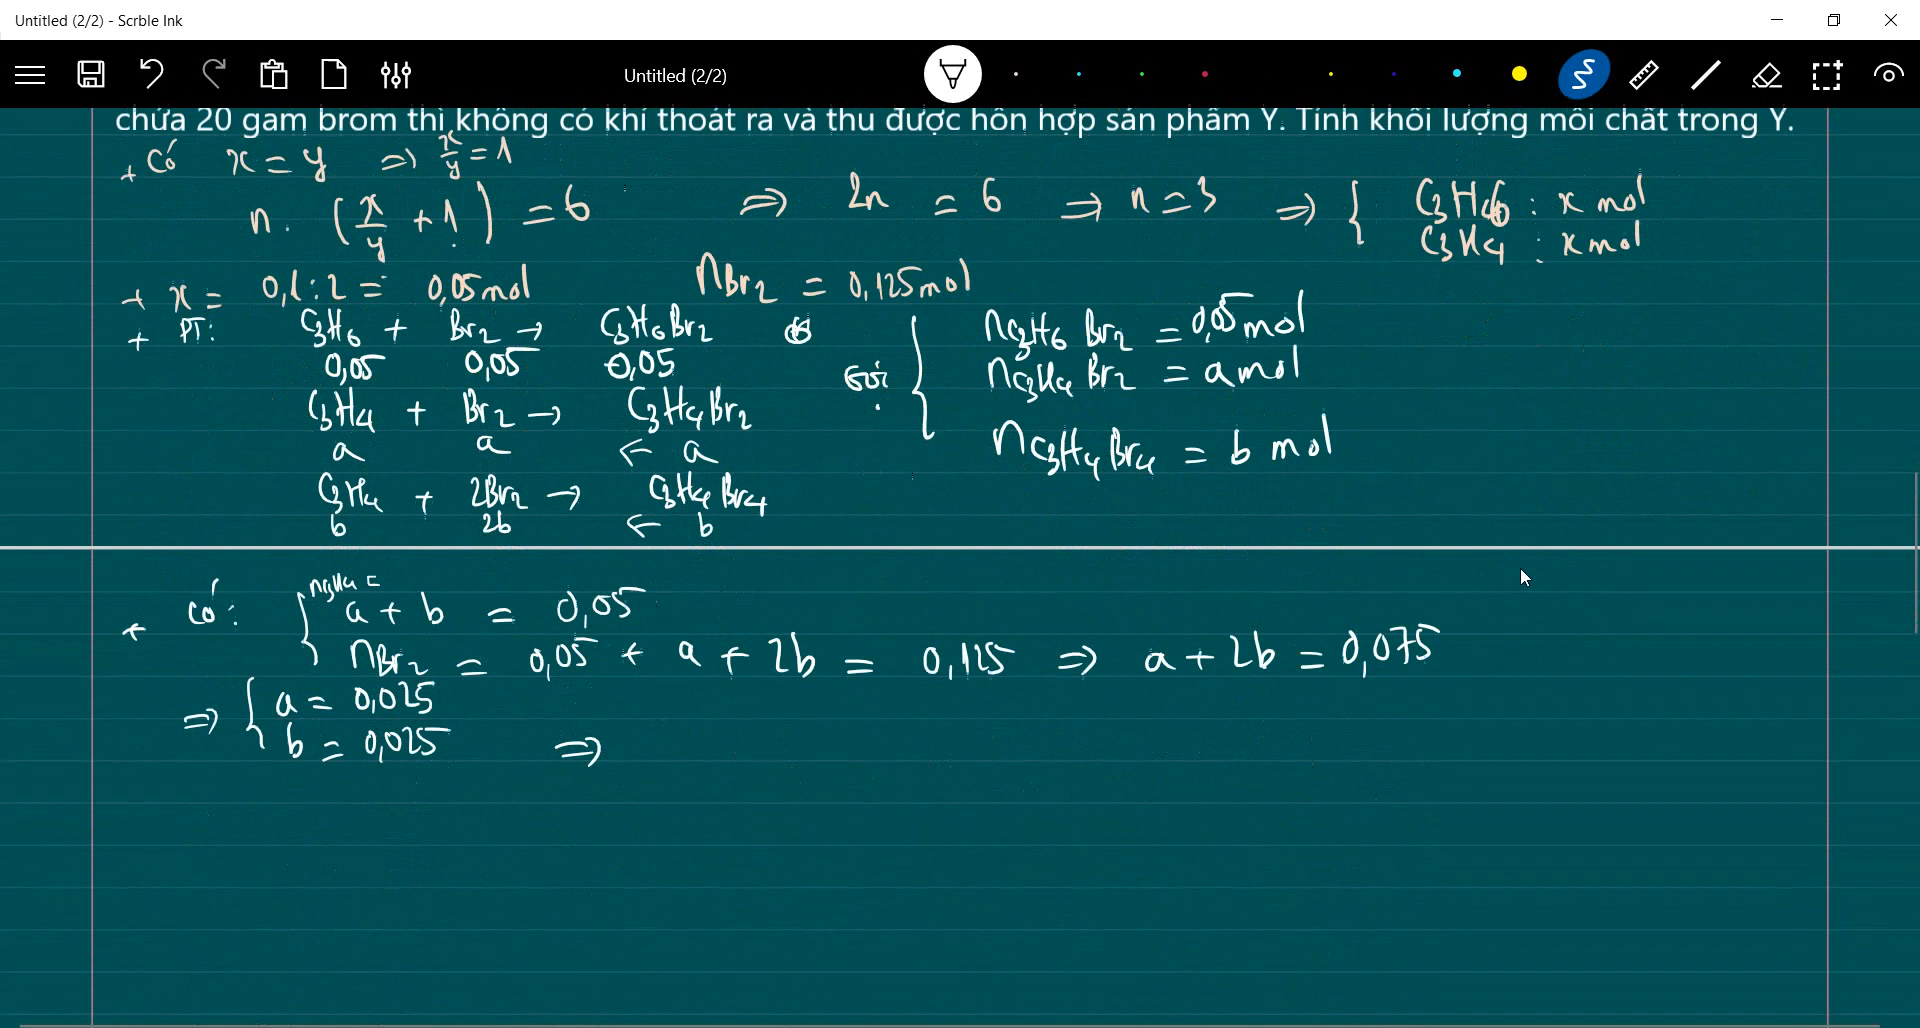 Untitled (2/2) - Scrble Ink
Untitled (2/2)
chứa 20 gam brom thì không có khí thoát ra và thu được hỗn hợp sản phẩm Y. Tính khối lượng mỗi chất trong Y.
+ Có x = y => x/y = 1
n. (x/y + 1) = 6 => 2n = 6 => n = 3 => { C3H6 : x mol
C3H4 : x mol
+ x = 0,1 : 2 = 0,05 mol nBr2 = 0,125 mol
+ PT: C3H6 + Br2 → C3H6Br2
0,05 0,05 0,05
C3H4 + Br2 → C3H4Br2
a a ← a
C3H4 + 2Br2 → C3H4Br4
b 2b ← b
Gọi { nC3H6Br2 = 0,05 mol
nC3H4Br2 = a mol
nC3H4Br4 = b mol
+ Có: { nC3H4 = a + b = 0,05
nBr2 = 0,05 + a + 2b = 0,125 => a + 2b = 0,075
=> { a = 0,025
b = 0,025 =>